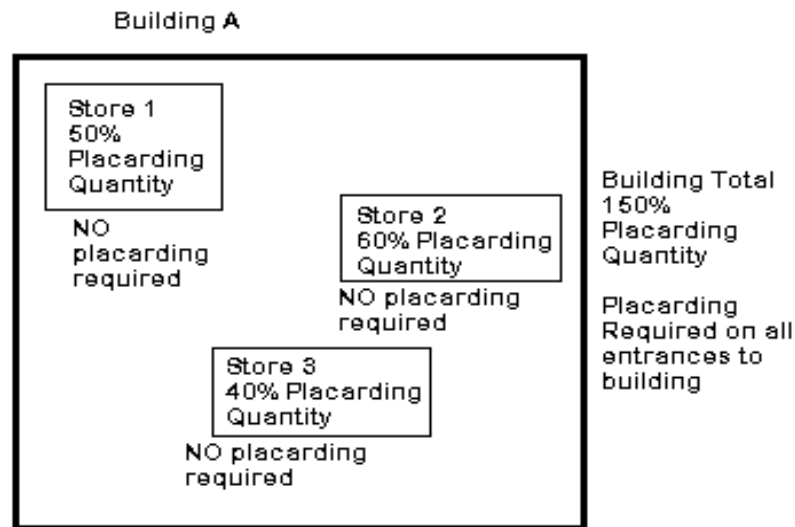 Building A
Store 1
50%
Placarding
Quantity
NO
placarding
required
Store 2
60% Placarding
Quantity
NO placarding
required
Store 3
40% Placarding
Quantity
NO placarding
required
Building Total
150%
Placarding
Quantity
Placarding
Required on all
entrances to
building